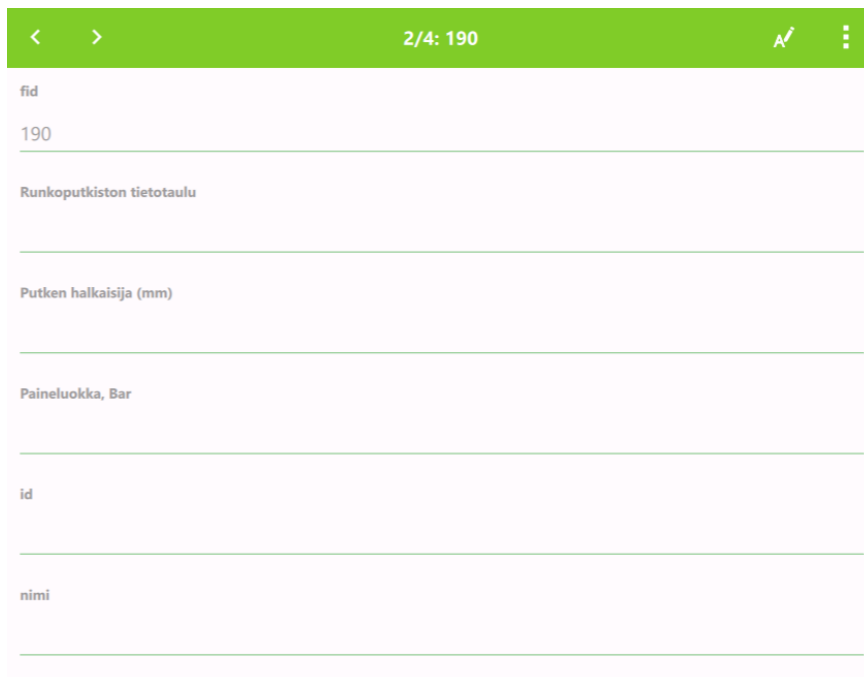 2/4: 190
fid
190
Runkoputkiston tietotaulu
Putken halkaisija (mm)
Paineluokka, Bar
id
nimi